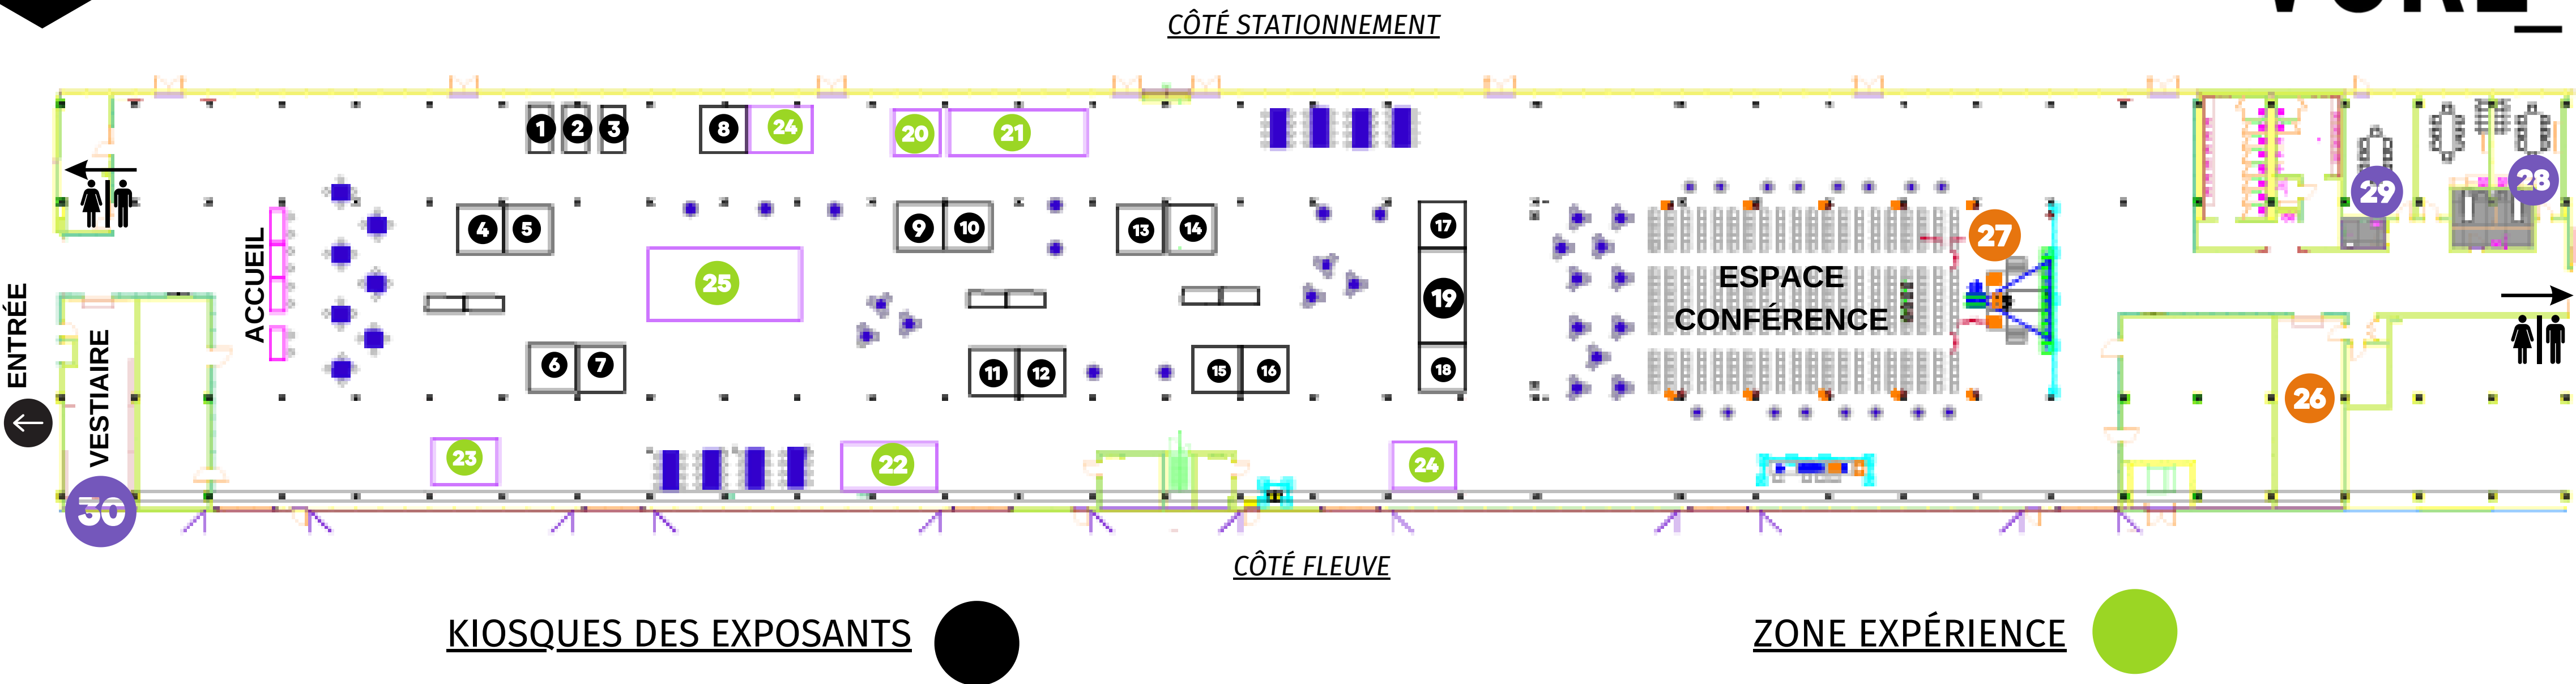 CÔTÉ STATIONNEMENT
1 2 3 8 24 20 21
29 28
4 5 9 10 13 14 17
27
ENTRÉE
ACCUEIL
VESTIAIRE
25
19
ESPACE
CONFÉRENCE
6 7 11 12 15 16 18
26
23 22 24
30
CÔTÉ FLEUVE
KIOSQUES DES EXPOSANTS
ZONE EXPÉRIENCE